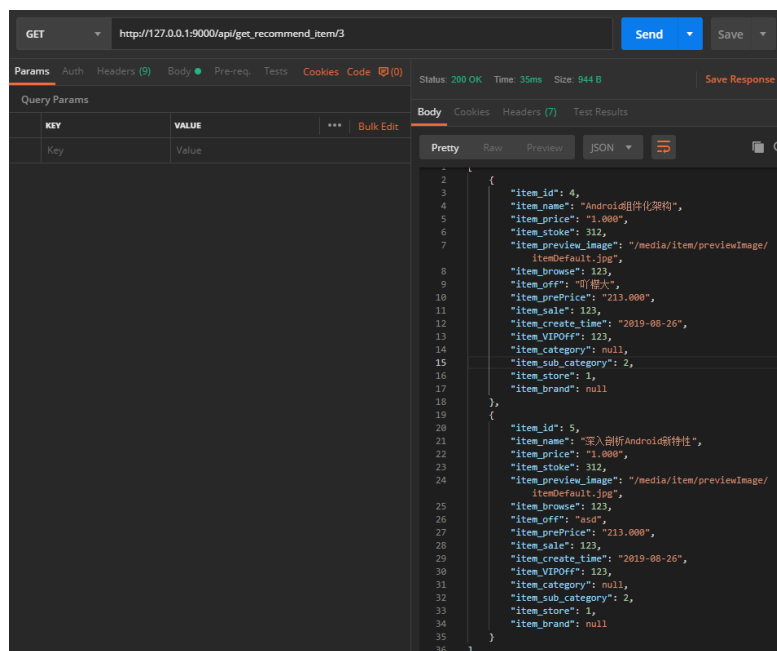 GET http://127.0.0.1:9000/api/get_recommend_item/3 Send Save
Params Auth Headers (9) Body Pre-req. Tests Cookies Code (0)
Query Params
KEY VALUE ••• Bulk Edit
Key Value
Status: 200 OK Time: 35ms Size: 944 B Save Response
Body Cookies Headers (7) Test Results
Pretty Raw Preview JSON
1 [
2 {
3 "item_id": 4,
4 "item_name": "Android组件化架构",
5 "item_price": "1.000",
6 "item_stoke": 312,
7 "item_preview_image": "/media/item/previewImage/
itemDefault.jpg",
8 "item_browse": 123,
9 "item_off": "大",
10 "item_prePrice": "213.000",
11 "item_sale": 123,
12 "item_create_time": "2019-08-26",
13 "item_VIPOff": 123,
14 "item_category": null,
15 "item_sub_category": 2,
16 "item_store": 1,
17 "item_brand": null
18 },
19 {
20 "item_id": 5,
21 "item_name": "深入剖析Android新特性",
22 "item_price": "1.000",
23 "item_stoke": 312,
24 "item_preview_image": "/media/item/previewImage/
itemDefault.jpg",
25 "item_browse": 123,
26 "item_off": "asd",
27 "item_prePrice": "213.000",
28 "item_sale": 123,
29 "item_create_time": "2019-08-26",
30 "item_VIPOff": 123,
31 "item_category": null,
32 "item_sub_category": 2,
33 "item_store": 1,
34 "item_brand": null
35 }
36 ]